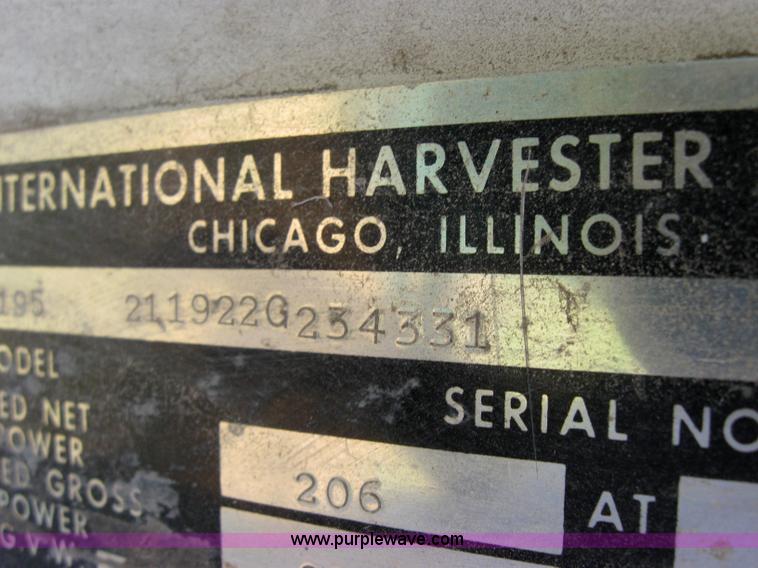 NTERNATIONAL HARVESTER
CHICAGO, ILLINOIS.
195 211922G234331
ODEL
SERIAL NO
ED NET
POWER
206 AT
ED GROSS
POWER
G.V.W.
www.purplewave.com